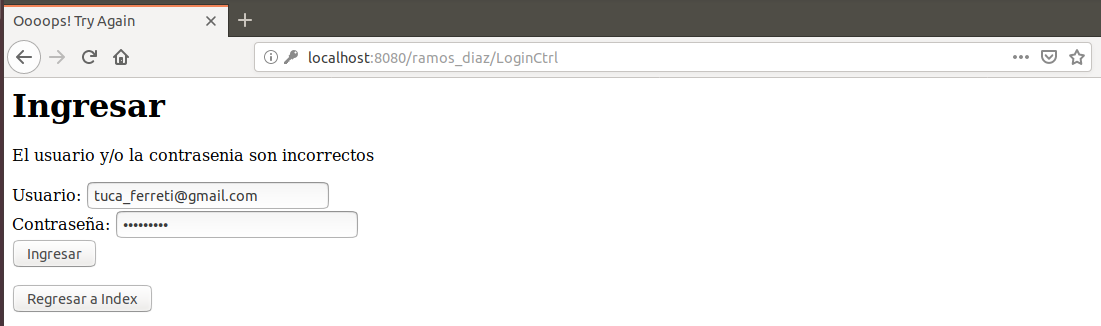 Ooops! Try Again
localhost:8080/ramos_diaz/LoginCtrl
Ingresar
El usuario y/o la contrasenia son incorrectos
Usuario: tuca_ferreti@gmail.com
Contraseña: •••••••••
Ingresar
Regresar a Index